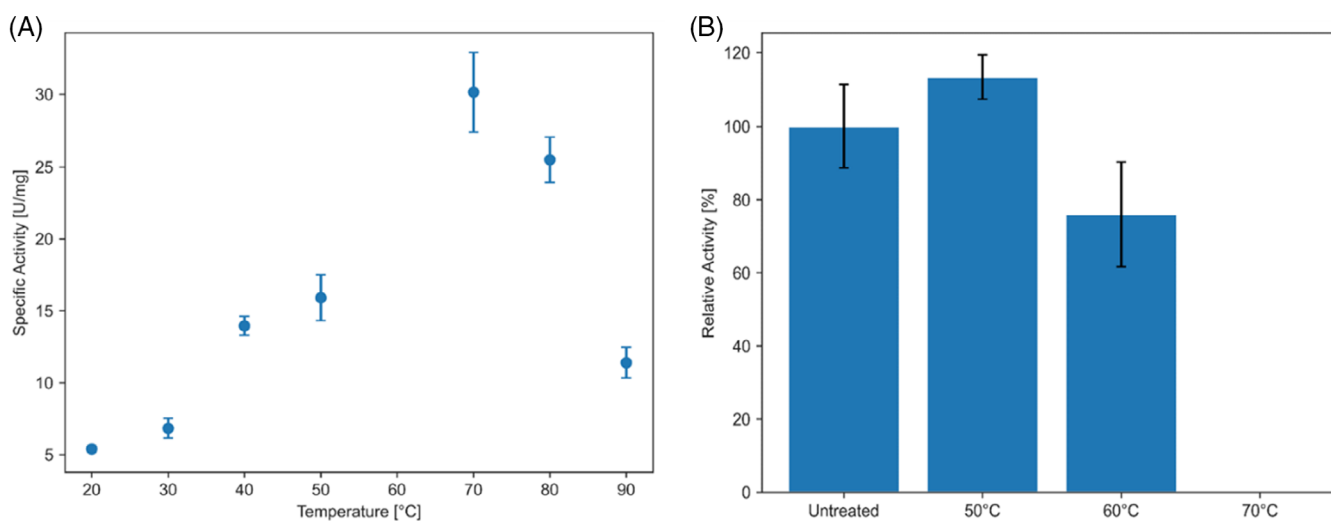 (A)
Specific Activity [U/mg]
30
25
20
15
10
5
20 30 40 50 60 70 80 90
Temperature [°C]
(B)
Relative Activity [%]
120
100
80
60
40
20
0
Untreated 50°C 60°C 70°C